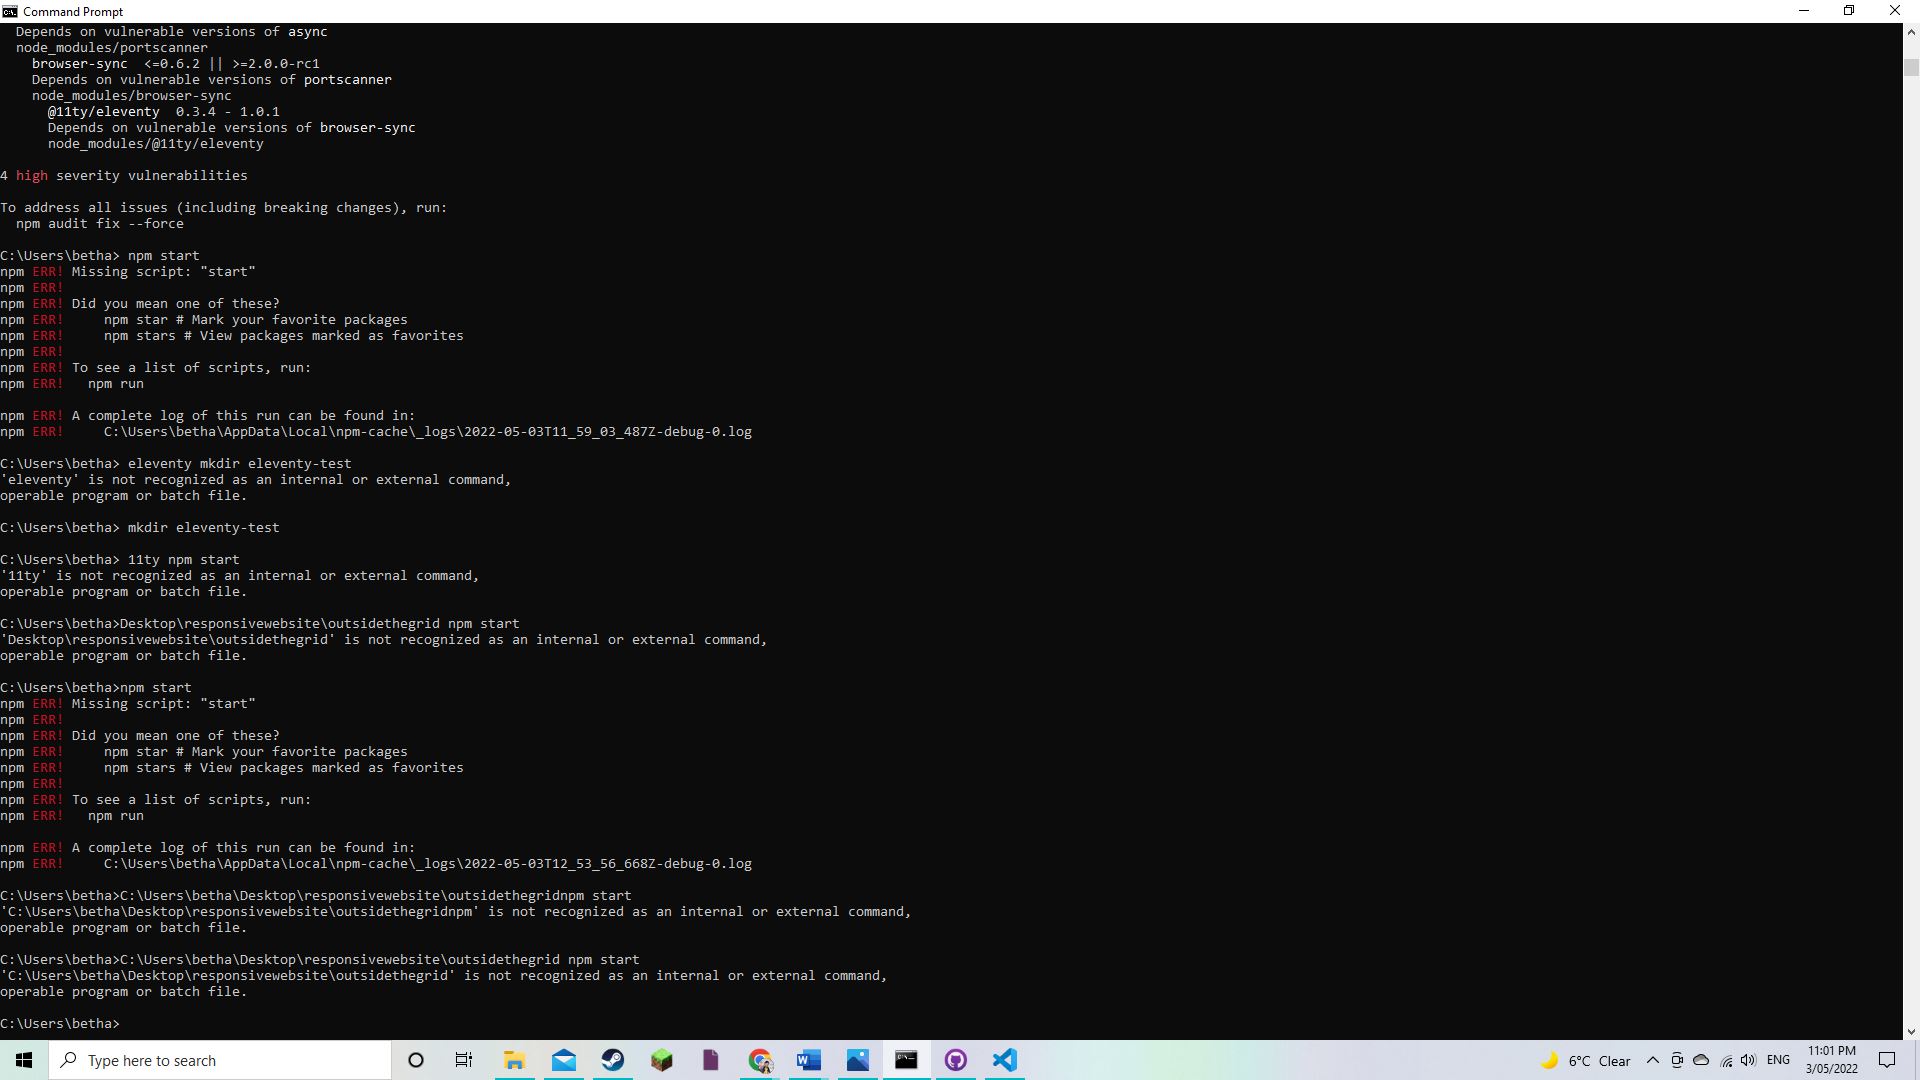 Command Prompt
Depends on vulnerable versions of async
node_modules/portscanner
browser-sync  <=0.6.2 || >=2.0.0-rc1
Depends on vulnerable versions of portscanner
node_modules/browser-sync
@11ty/eleventy  0.3.4 - 1.0.1
Depends on vulnerable versions of browser-sync
node_modules/@11ty/eleventy
4 high severity vulnerabilities
To address all issues (including breaking changes), run:
npm audit fix --force
C:\Users\betha> npm start
npm ERR! Missing script: "start"
npm ERR!
npm ERR! Did you mean one of these?
npm ERR!     npm star # Mark your favorite packages
npm ERR!     npm stars # View packages marked as favorites
npm ERR!
npm ERR! To see a list of scripts, run:
npm ERR!   npm run
npm ERR! A complete log of this run can be found in:
npm ERR!     C:\Users\betha\AppData\Local\npm-cache\_logs\2022-05-03T11_59_03_487Z-debug-0.log
C:\Users\betha> eleventy mkdir eleventy-test
'eleventy' is not recognized as an internal or external command,
operable program or batch file.
C:\Users\betha> mkdir eleventy-test
C:\Users\betha> 11ty npm start
'11ty' is not recognized as an internal or external command,
operable program or batch file.
C:\Users\betha>Desktop\responsivewebsite\outsidethegrid npm start
'Desktop\responsivewebsite\outsidethegrid' is not recognized as an internal or external command,
operable program or batch file.
C:\Users\betha>npm start
npm ERR! Missing script: "start"
npm ERR!
npm ERR! Did you mean one of these?
npm ERR!     npm star # Mark your favorite packages
npm ERR!     npm stars # View packages marked as favorites
npm ERR!
npm ERR! To see a list of scripts, run:
npm ERR!   npm run
npm ERR! A complete log of this run can be found in:
npm ERR!     C:\Users\betha\AppData\Local\npm-cache\_logs\2022-05-03T12_53_56_668Z-debug-0.log
C:\Users\betha>C:\Users\betha\Desktop\responsivewebsite\outsidethegridnpm start
'C:\Users\betha\Desktop\responsivewebsite\outsidethegridnpm' is not recognized as an internal or external command,
operable program or batch file.
C:\Users\betha>C:\Users\betha\Desktop\responsivewebsite\outsidethegrid npm start
'C:\Users\betha\Desktop\responsivewebsite\outsidethegrid' is not recognized as an internal or external command,
operable program or batch file.
C:\Users\betha>
Type here to search
6°C Clear
ENG
11:01 PM
3/05/2022